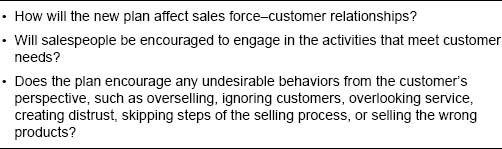 • How will the new plan affect sales force–customer relationships?
• Will salespeople be encouraged to engage in the activities that meet customer
needs?
• Does the plan encourage any undesirable behaviors from the customer's
perspective, such as overselling, ignoring customers, overlooking service,
creating distrust, skipping steps of the selling process, or selling the wrong
products?